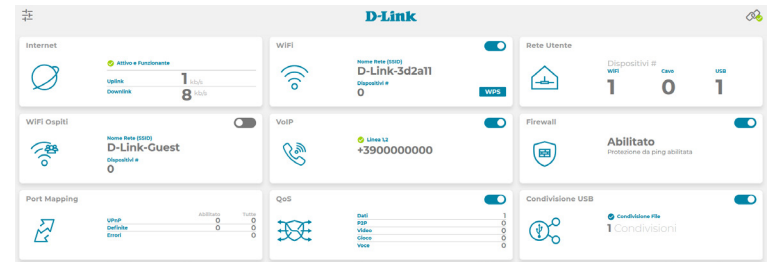 D-Link
Internet
Attivo e Funzionante
Uplink 1 kb/s
Downlink 8 kb/s
WiFi
Nome Rete (SSID)
D-Link-3d2a11
Dispositivi #
0 WPS
Rete Utente
Dispositivi #
WiFi Cavo USB
1 0 1
WiFi Ospiti
Nome Rete (SSID)
D-Link-Guest
Dispositivi #
0
VoIP
Linea 1,2
+3900000000
Firewall
Abilitato
Protezione da ping abilitata
Port Mapping
Abilitato Tutte
UPnP 0 0
Definite 0 0
Errori 0
QoS
Dati 1
P2P 0
Video 0
Gioco 0
Voce 0
Condivisione USB
Condivisione File
1 Condivisioni